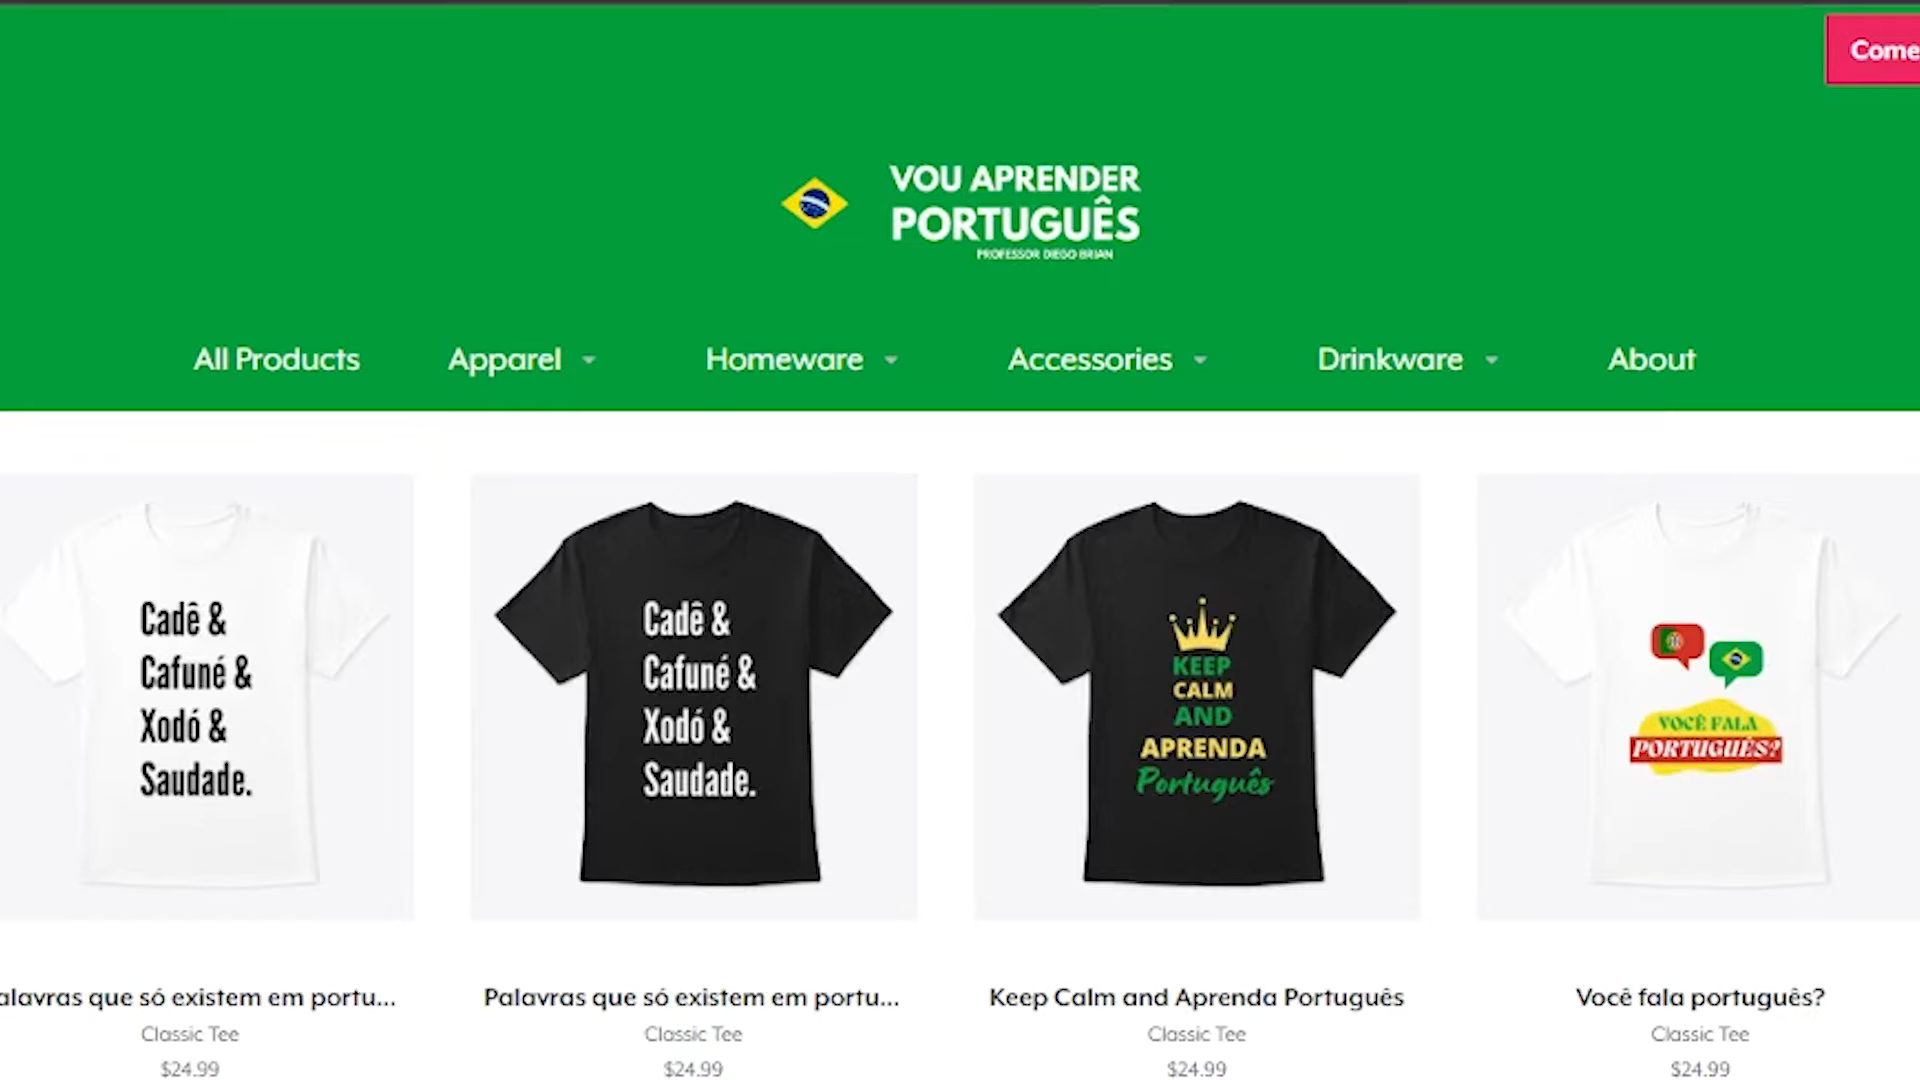 Come
VOU APRENDER
PORTUGUÊS
PROFESSOR DIEGO BRIAN
All Products
Apparel
Homeware
Accessories
Drinkware
About
Cadê &
Cafuné &
Xodó &
Saudade.
Cadê &
Cafuné &
Xodó &
Saudade.
KEEP
CALM
AND
APRENDA
Português
VOCÊ FALA
PORTUGUÊS?
alavras que só existem em portu...
Classic Tee
$24.99
Palavras que só existem em portu...
Classic Tee
$24.99
Keep Calm and Aprenda Português
Classic Tee
$24.99
Você fala português?
Classic Tee
$24.99